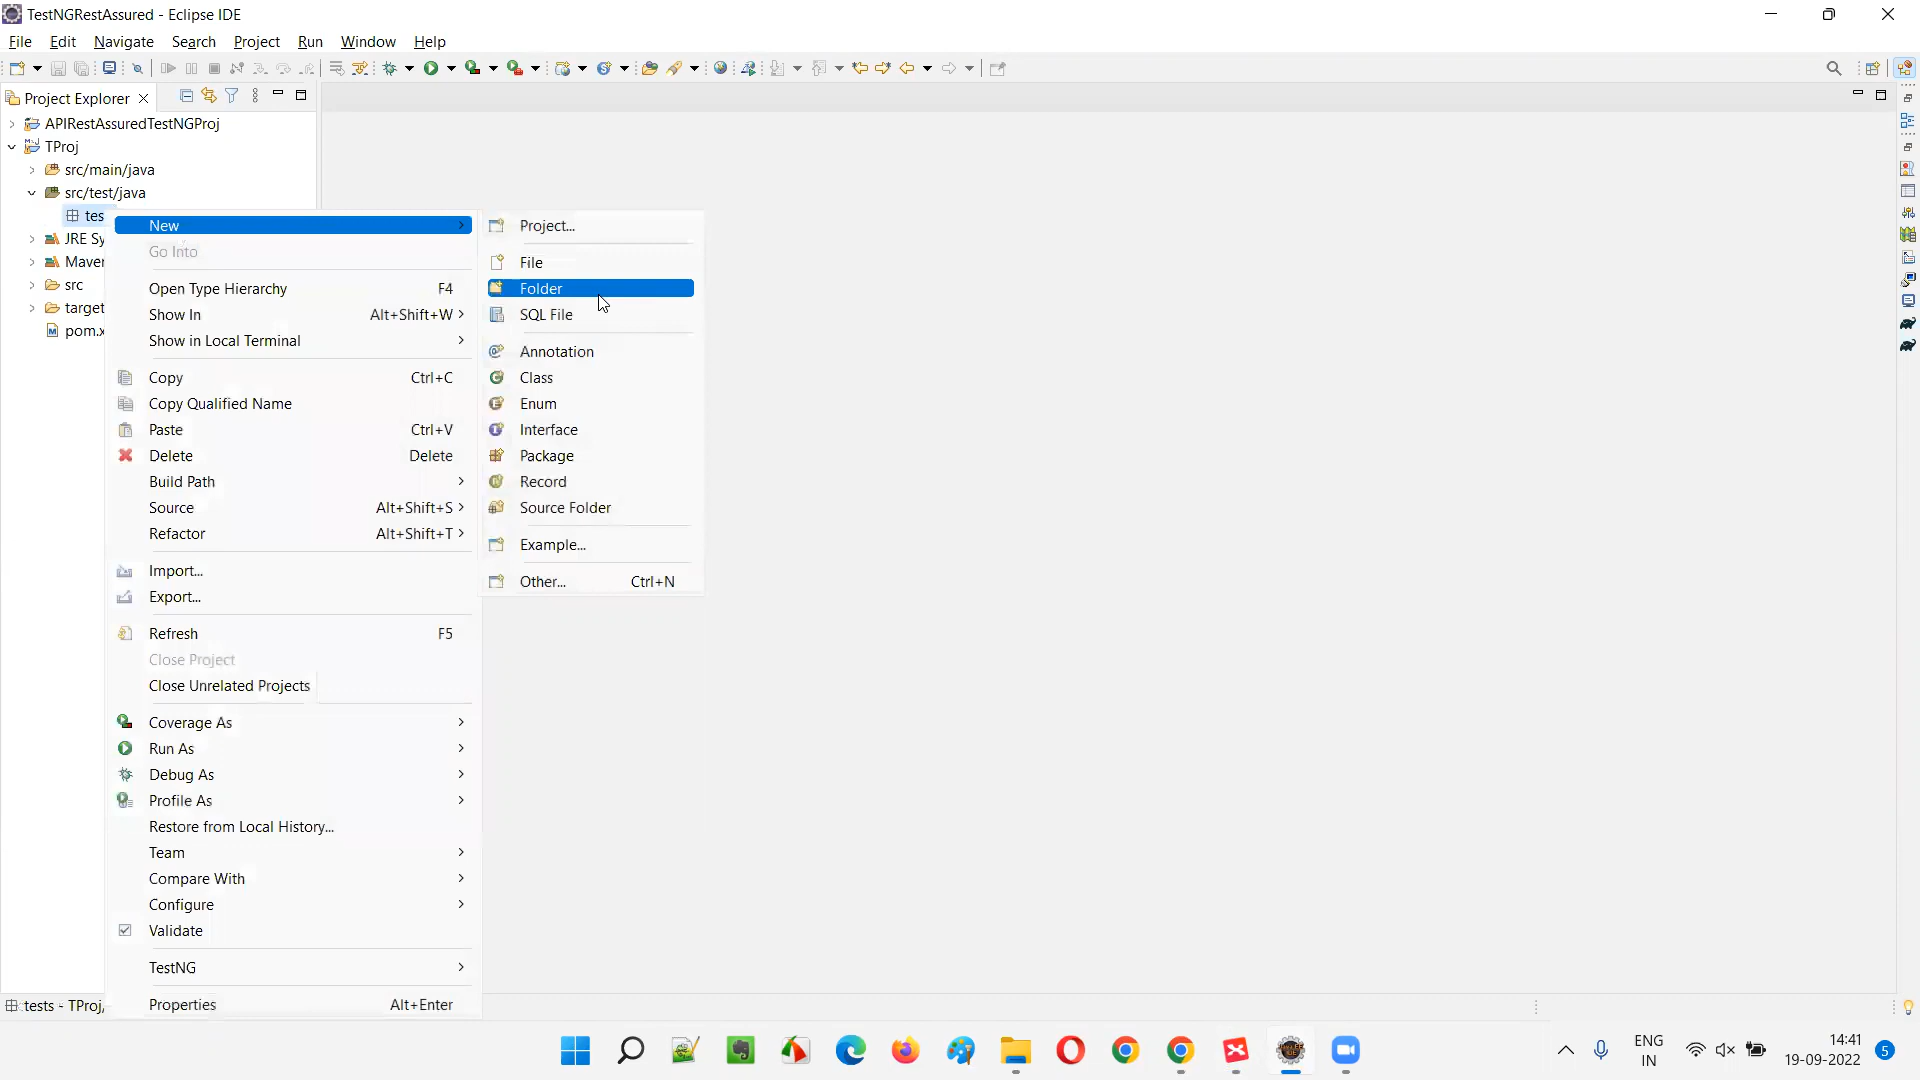 TestNGRestAssured - Eclipse IDE
File Edit Navigate Search Project Run Window Help
Project Explorer
APIRestAssuredTestNGProj
TProj
src/main/java
src/test/java
tes
JRE Sy
Maver
src
target
pom.x
New
Go Into
Open Type Hierarchy F4
Show In Alt+Shift+W
Show in Local Terminal
Copy Ctrl+C
Copy Qualified Name
Paste Ctrl+V
Delete Delete
Build Path
Source Alt+Shift+S
Refactor Alt+Shift+T
Import...
Export...
Refresh F5
Close Project
Close Unrelated Projects
Coverage As
Run As
Debug As
Profile As
Restore from Local History...
Team
Compare With
Configure
Validate
TestNG
Properties Alt+Enter
Project...
File
Folder
SQL File
Annotation
Class
Enum
Interface
Package
Record
Source Folder
Example...
Other... Ctrl+N
tests - TProj/
ENG
IN
14:41
19-09-2022
5